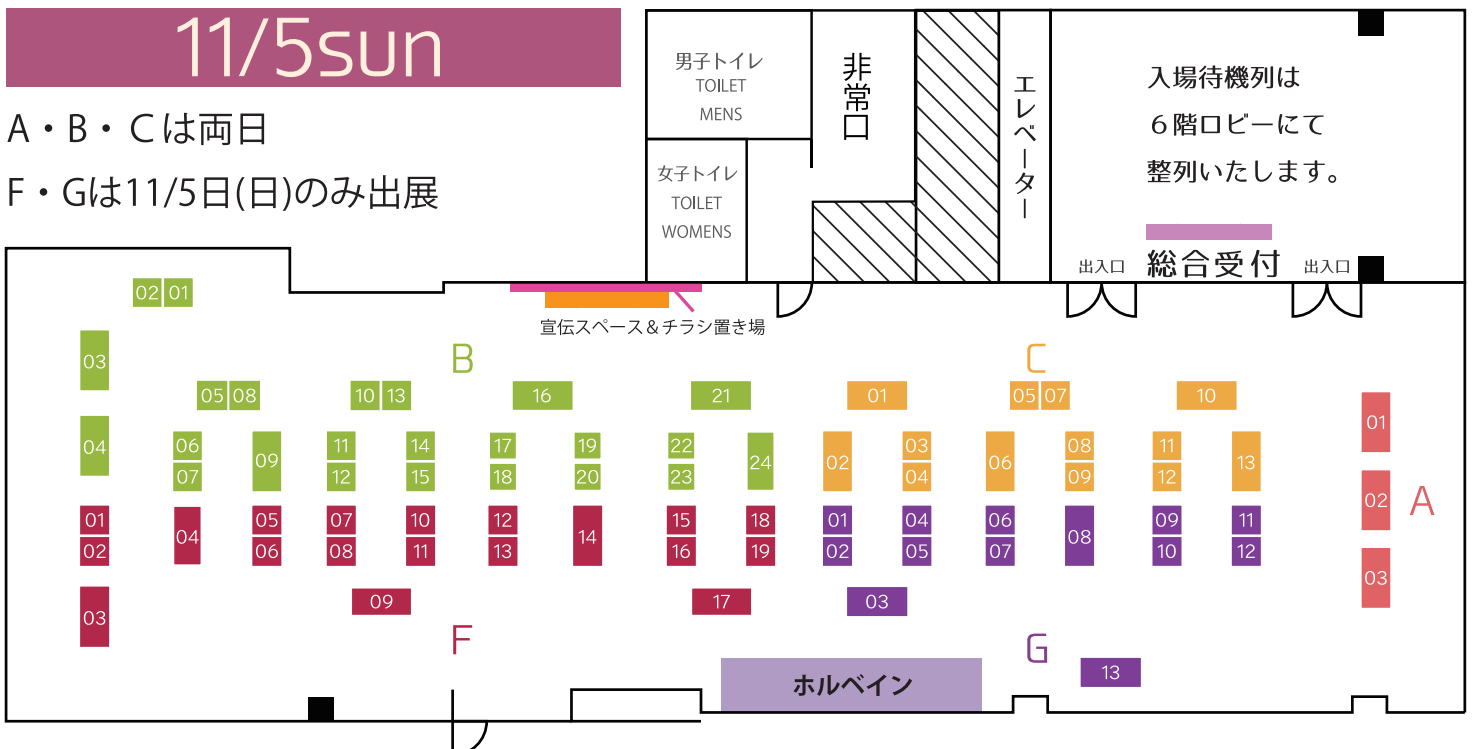 11/5sun
A・B・Cは両日
F・Gは11/5日(日)のみ出展
男子トイレ
TOILET
MENS
女子トイレ
TOILET
WOMENS
非常口
エレベーター
入場待機列は
6階ロビーにて
整列いたします。
出入口 総合受付 出入口
宣伝スペース&チラシ置き場
02 01
03
04
B
05 08 10 13 16 21
06 09 11 14 17 19 22 24
07 12 15 18 20 23
C
01 05 07 10
02 03 06 08 11 13
04 09 12
01
02
03
A
01 04 05 07 10 12 14 15 18
02 06 08 11 13 16 19
03
09 17
F
01 04 06 08 09 11
02 05 07 10 12
03
G
13
ホルベイン